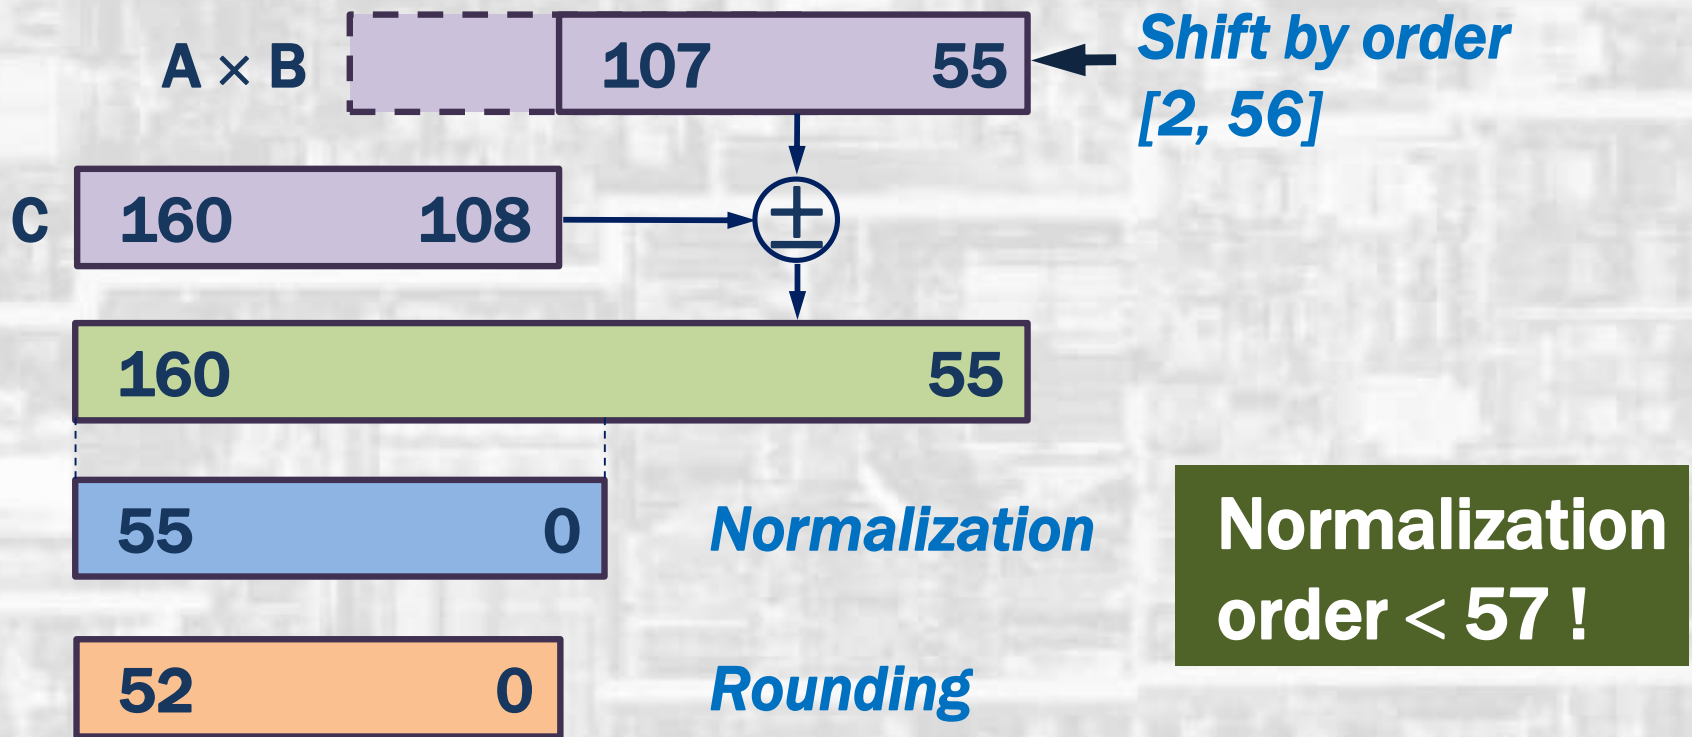 A × B
107 55
Shift by order
[2, 56]
C
160 108
±
160 55
55 0
Normalization
Normalization
order < 57 !
52 0
Rounding